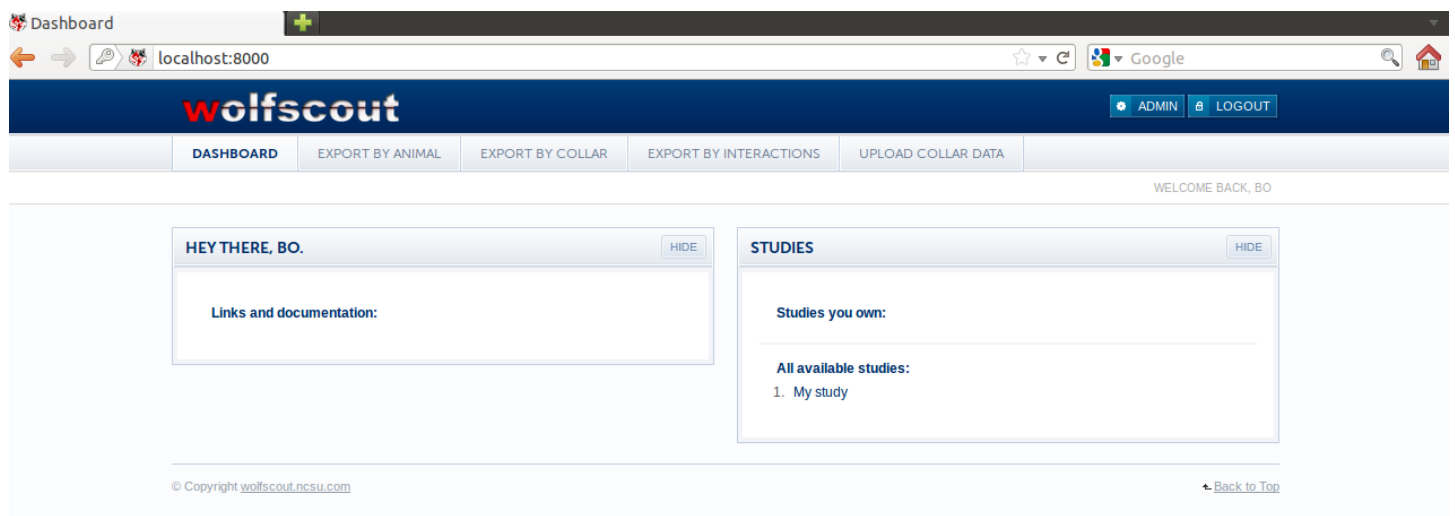 Dashboard
localhost:8000
Google
wolfscout
ADMIN LOGOUT
DASHBOARD EXPORT BY ANIMAL EXPORT BY COLLAR EXPORT BY INTERACTIONS UPLOAD COLLAR DATA
WELCOME BACK, BO
HEY THERE, BO. HIDE
Links and documentation:
STUDIES HIDE
Studies you own:
All available studies:
1. My study
© Copyright wolfscout.ncsu.com
Back to Top